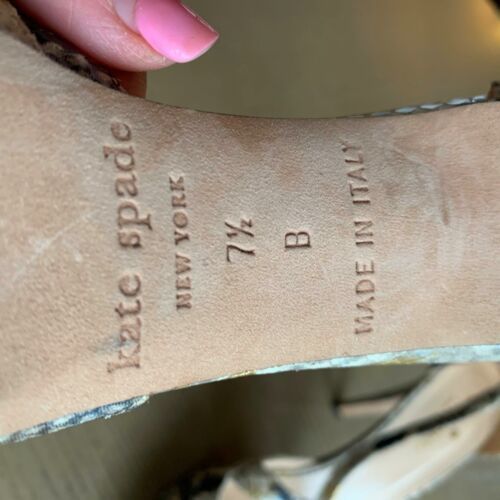 kate spade
NEW YORK
7½
B
MADE IN ITALY